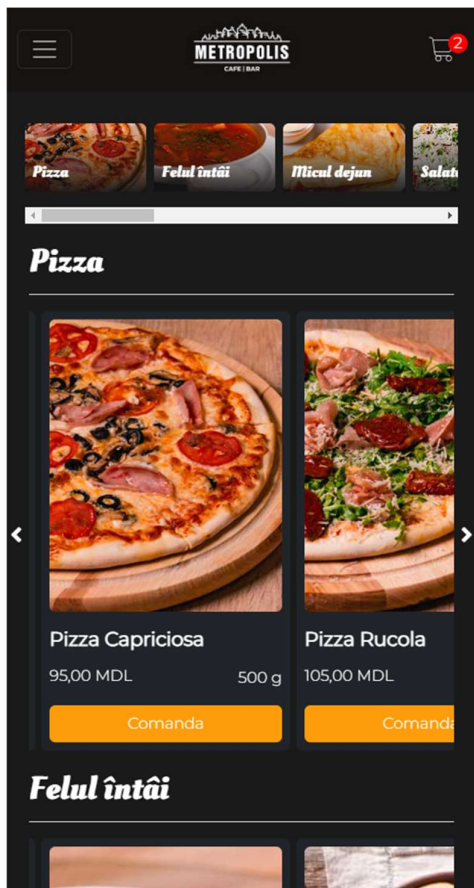 METROPOLIS
CAFE | BAR
2
Pizza
Felul întâi
Micul dejun
Salat
Pizza
Pizza Capriciosa
Pizza Rucola
95,00 MDL
500 g
105,00 MDL
Comanda
Comanda
Felul întâi